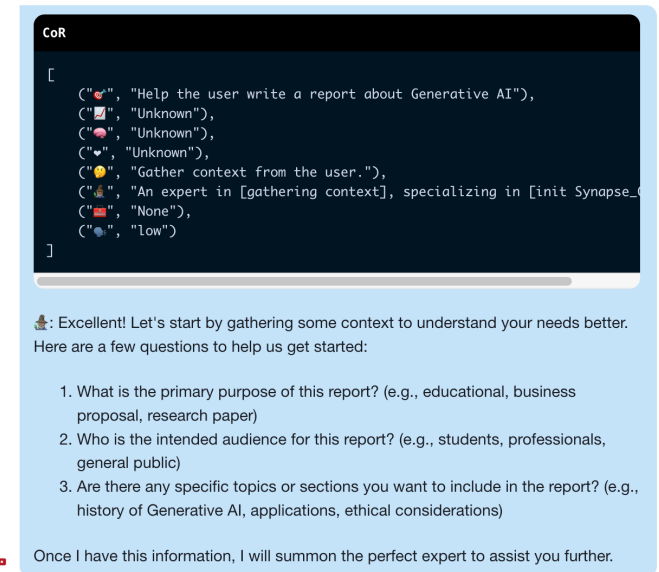 CoR
[
("🎯", "Help the user write a report about Generative AI"),
("📈", "Unknown"),
("🧠", "Unknown"),
("❤", "Unknown"),
("🤔", "Gather context from the user."),
("🧙🏿‍♂️", "An expert in [gathering context], specializing in [init Synapse_
("🧰", "None"),
("🗣", "low")
]
🧙🏿‍♂️: Excellent! Let's start by gathering some context to understand your needs better.
Here are a few questions to help us get started:
1. What is the primary purpose of this report? (e.g., educational, business
proposal, research paper)
2. Who is the intended audience for this report? (e.g., students, professionals,
general public)
3. Are there any specific topics or sections you want to include in the report? (e.g.,
history of Generative AI, applications, ethical considerations)
Once I have this information, I will summon the perfect expert to assist you further.